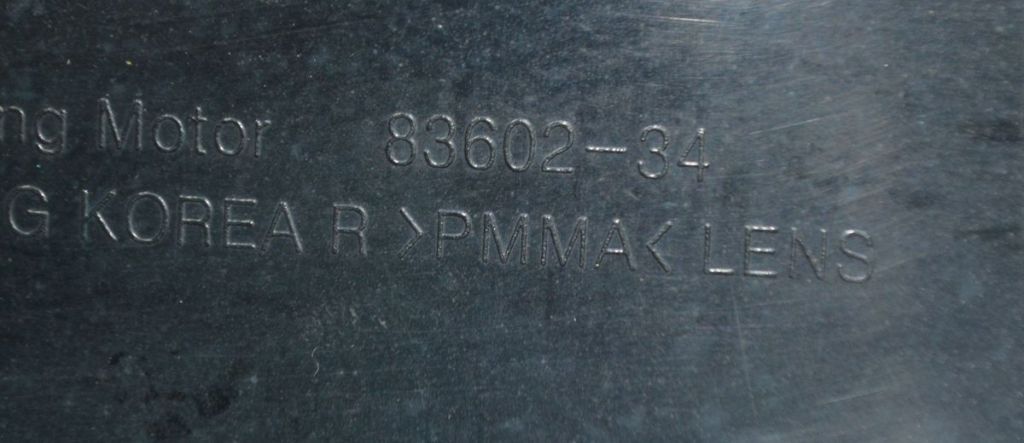 ng Motor 83602-34
G KOREA R >PMMA< LENS